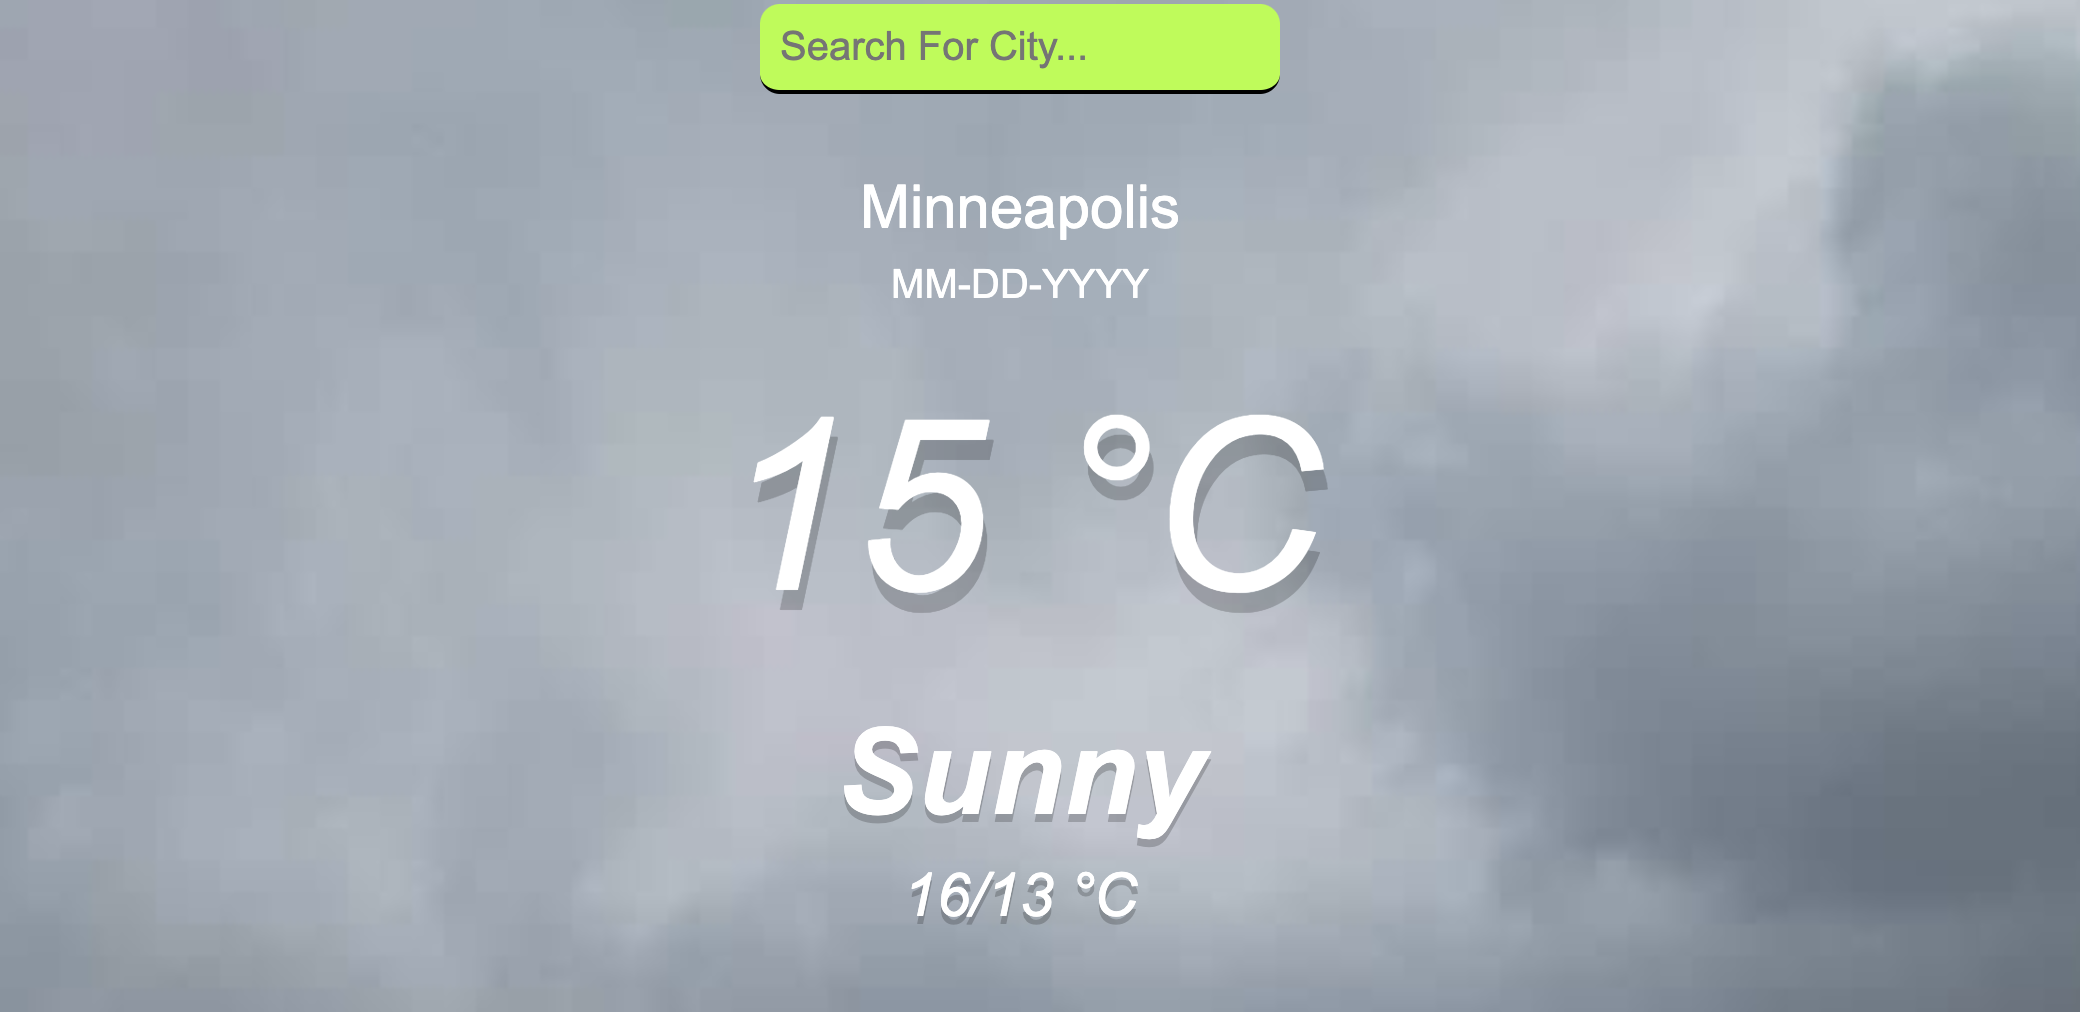 Search For City...
Minneapolis
MM-DD-YYYY
15 °C
Sunny
16/13 °C